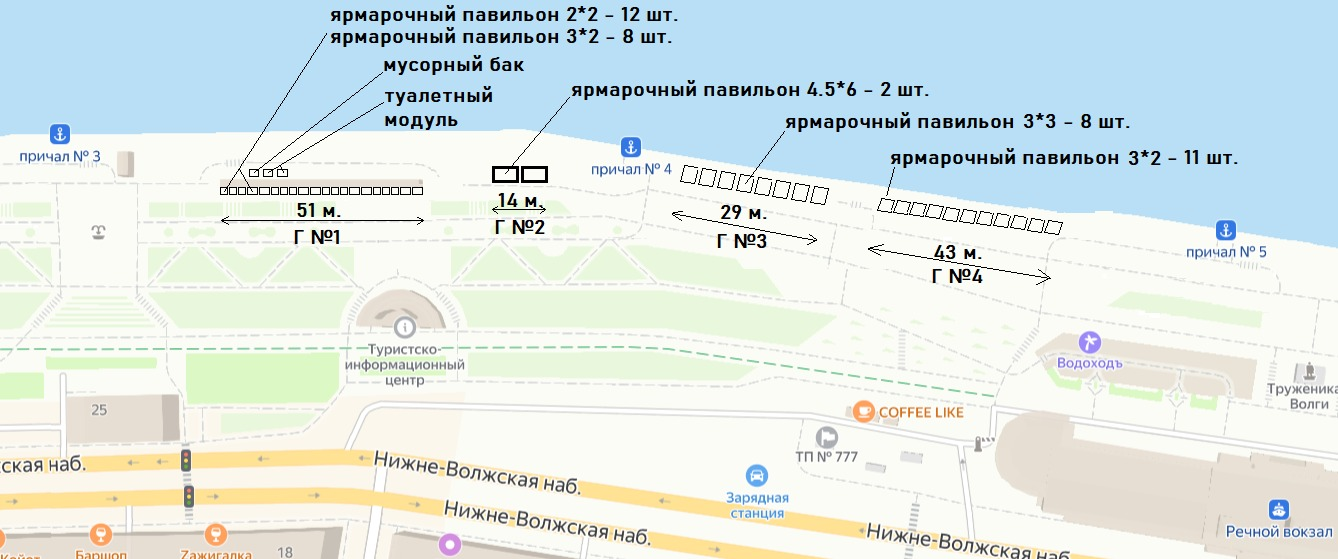 ярмарочный павильон 2*2 – 12 шт.
ярмарочный павильон 3*2 – 8 шт.
мусорный бак
туалетный
модуль
ярмарочный павильон 4.5*6 – 2 шт.
ярмарочный павильон 3*3 – 8 шт.
ярмарочный павильон 3*2 – 11 шт.
причал № 3
причал № 4
причал № 5
51 м.
Г №1
14 м.
Г №2
29 м.
Г №3
43 м.
Г №4
Туристско-
информационный
центр
Водоходъ
Труженика
Волги
25
COFFEE LIKE
ТП № 777
Зарядная
станция
ская наб.
Нижне-Волжская наб.
Нижне-Волжская наб.
Нижне-Волжская наб.
Речной вокзал
Койот
Баршоп
Zажигалка
18